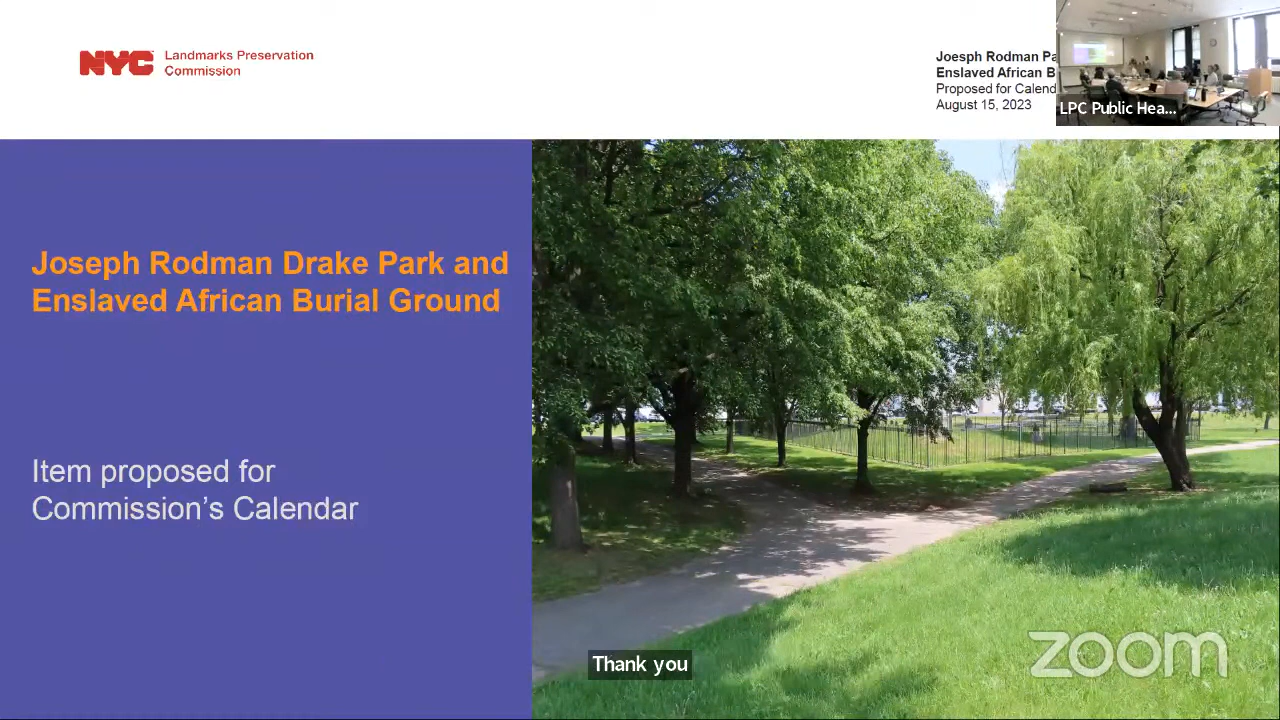 NYC
Landmarks Preservation
Commission
Joesph Rodman Pa
Enslaved African B
Proposed for Calend
August 15, 2023
LPC Public Hea...
Joseph Rodman Drake Park and
Enslaved African Burial Ground
Item proposed for
Commission's Calendar
Thank you
zoom